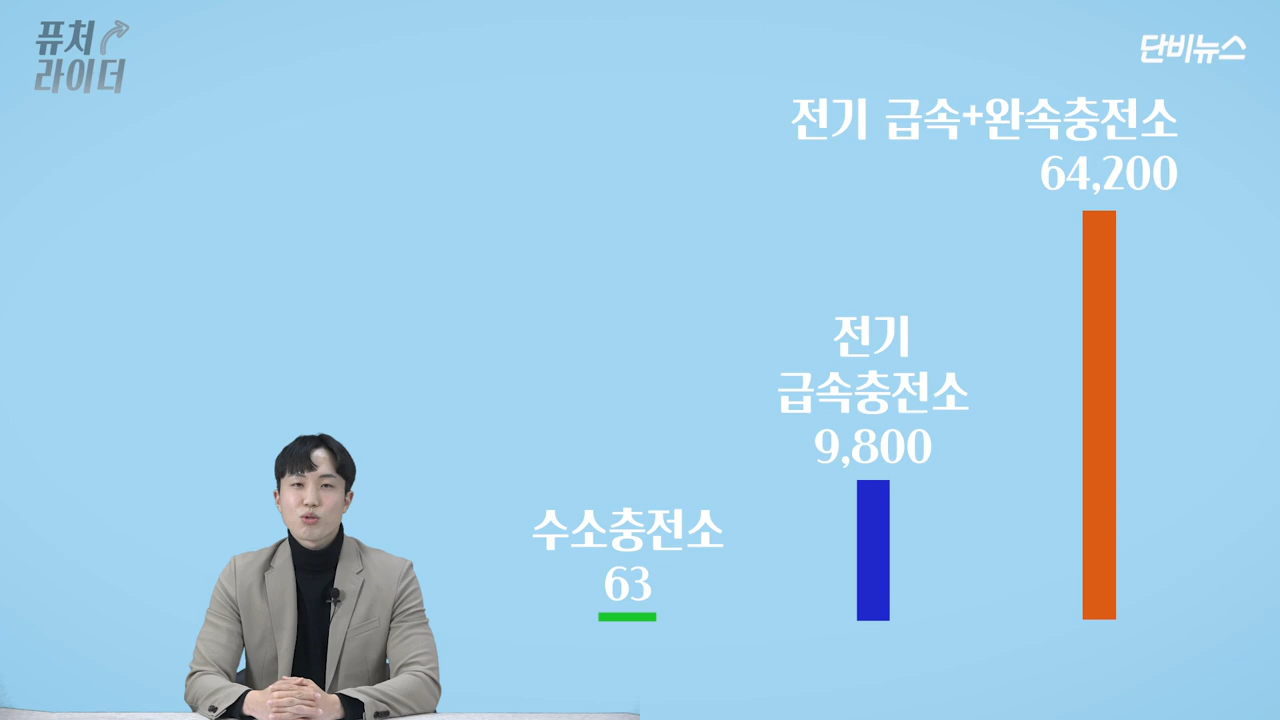 퓨처
라이더
단비뉴스
전기 급속+완속충전소
64,200
전기
급속충전소
9,800
수소충전소
63